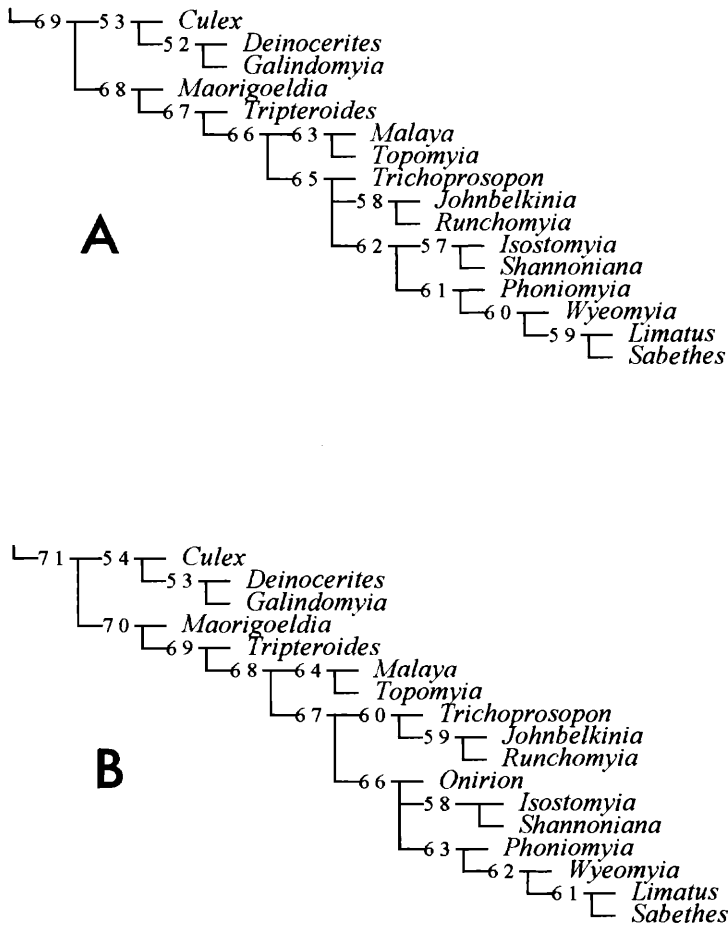 69 53 Culex
52 Deinocerites
Galindomyia
68 Maorigoeldia
67 Tripteroides
66 63 Malaya
Topomyia
65 Trichoprosopon
58 Johnbelkinia
Runchomyia
A
62 57 Isostomyia
Shannoniana
61 Phoniomyia
60 Wyeomyia
59 Limatus
Sabethes
71 54 Culex
53 Deinocerites
Galindomyia
70 Maorigoeldia
69 Tripteroides
68 64 Malaya
Topomyia
67 60 Trichoprosopon
59 Johnbelkinia
Runchomyia
B
66 Onirion
58 Isostomyia
Shannoniana
63 Phoniomyia
62 Wyeomyia
61 Limatus
Sabethes